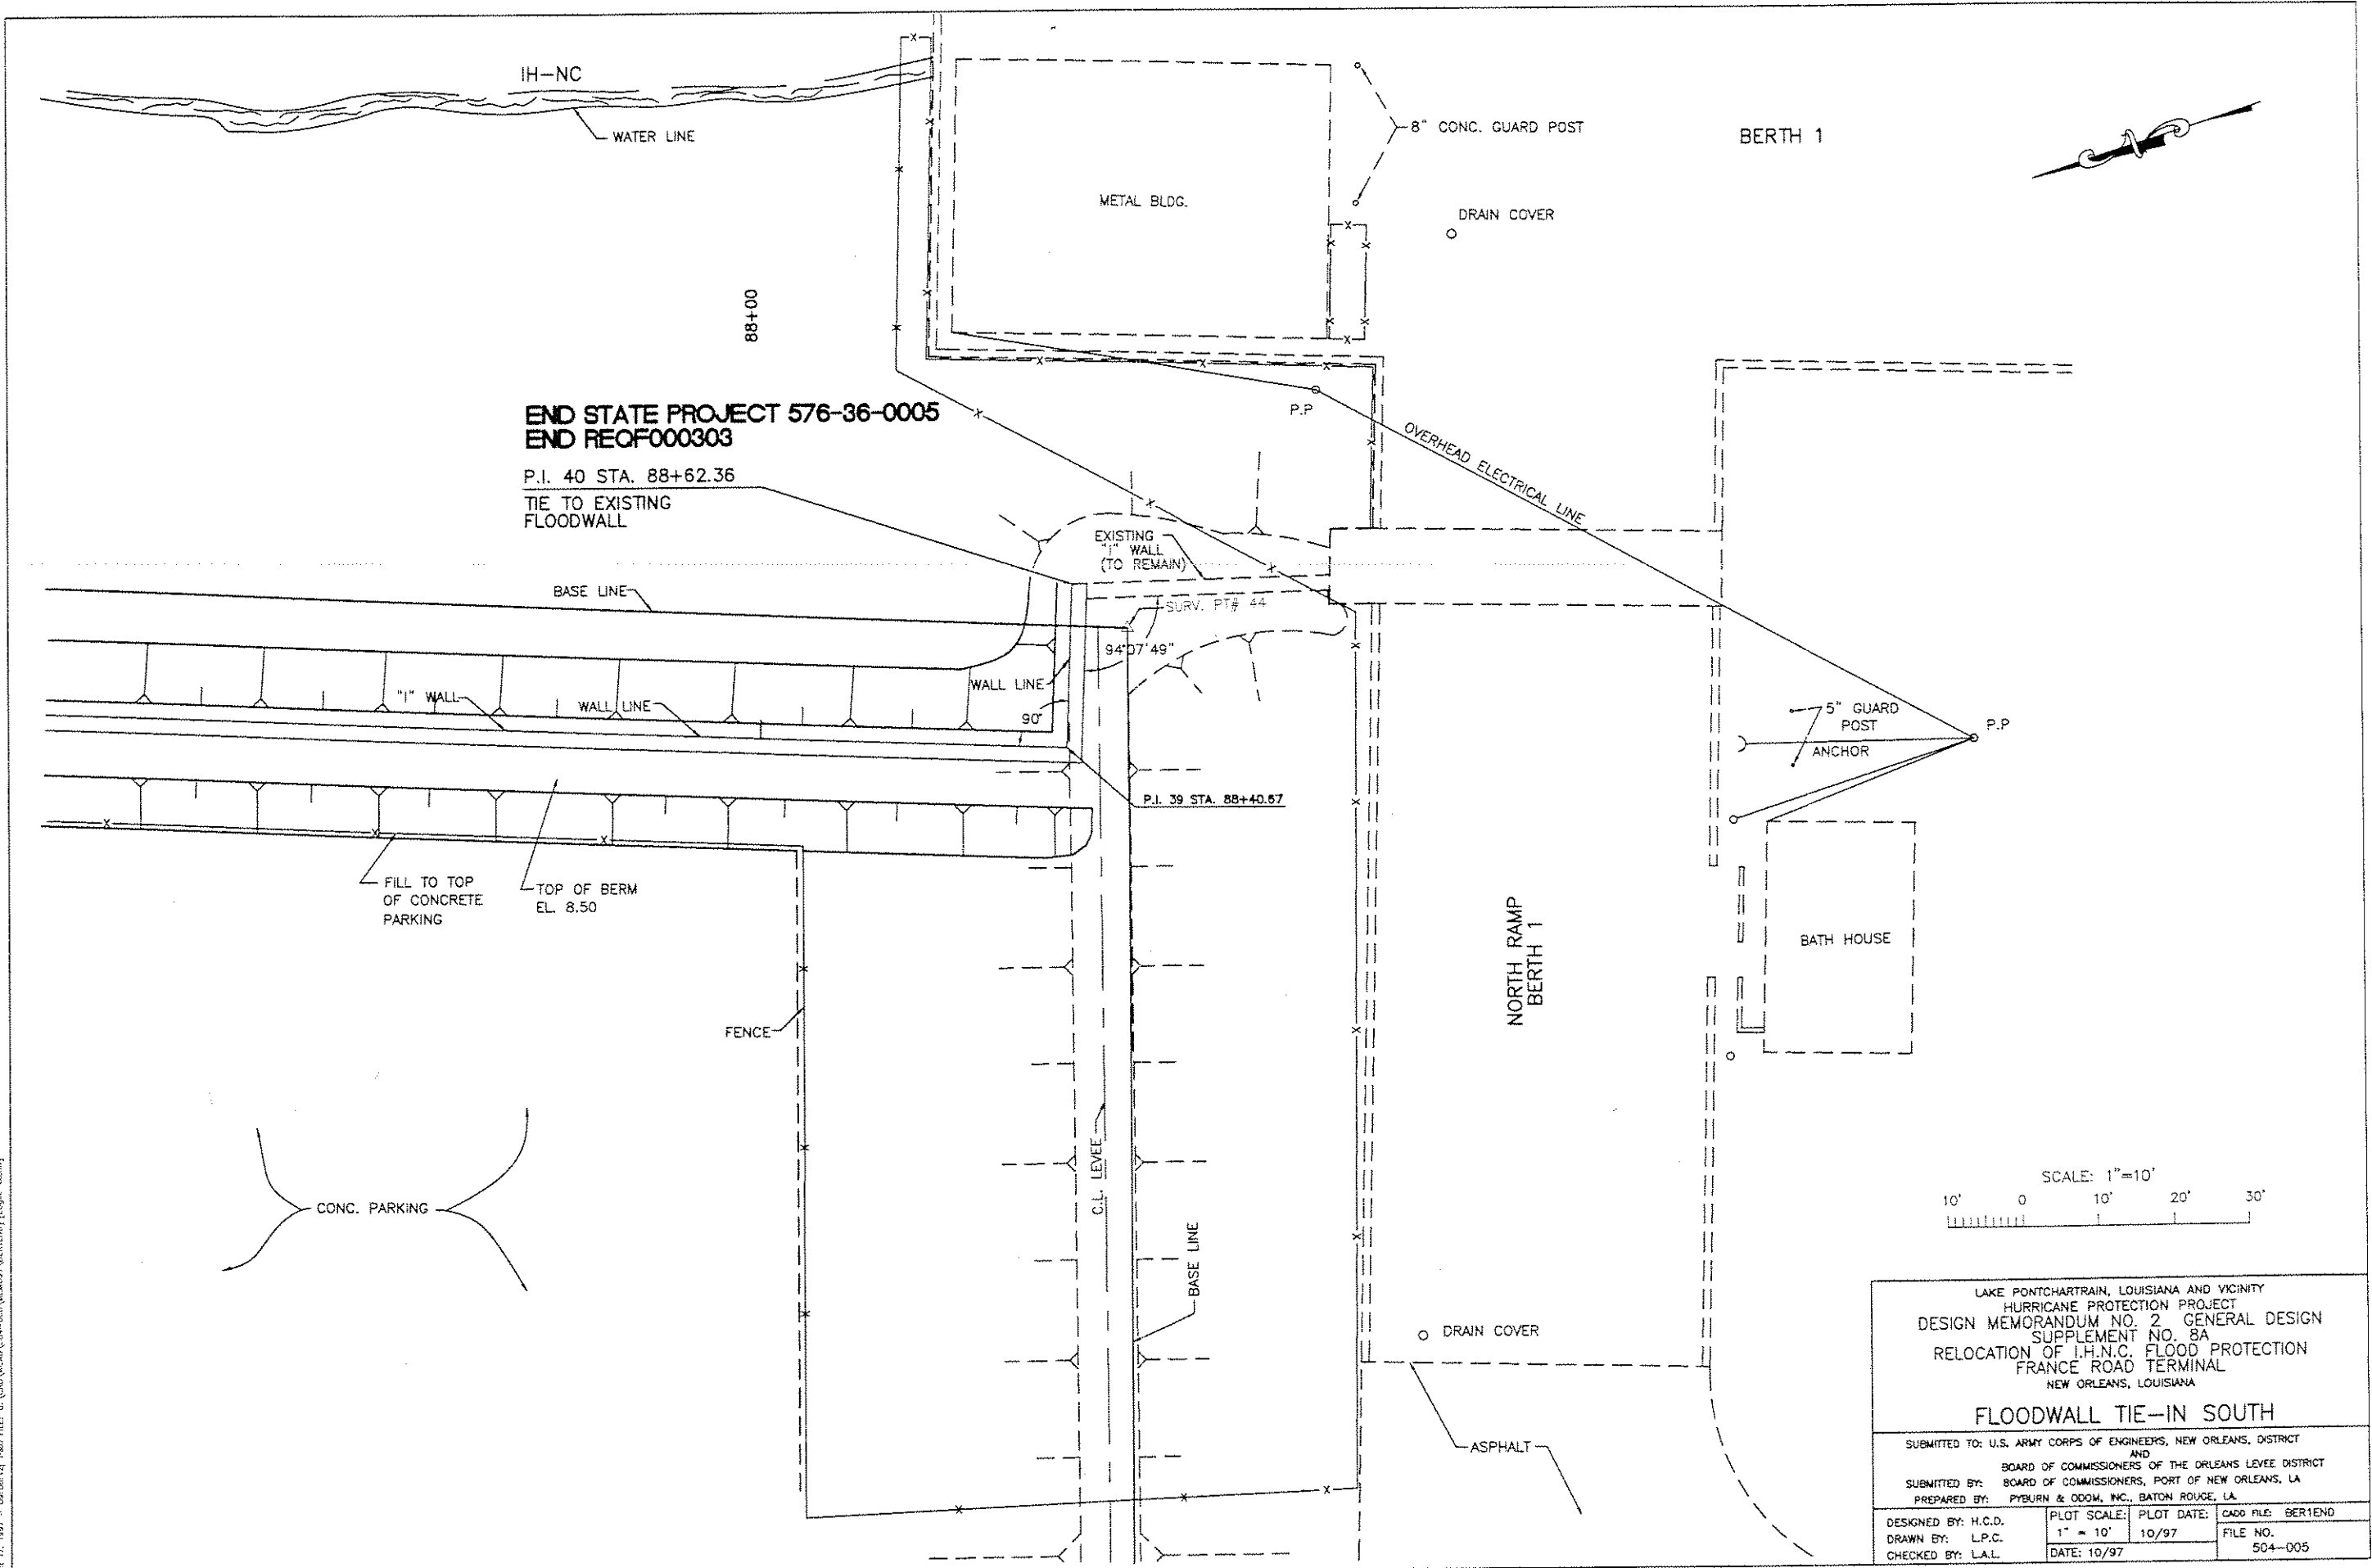 IH-NC
WATER LINE
8" CONC. GUARD POST
BERTH 1
N
METAL BLDG.
DRAIN COVER
88+00
END STATE PROJECT 576-36-0005
END REOF000303
P.I. 40 STA. 88+62.36
TIE TO EXISTING
FLOODWALL
P.P
OVERHEAD ELECTRICAL LINE
EXISTING
"I" WALL
(TO REMAIN)
BASE LINE
SURV. PT# 44
94°07'49"
WALL LINE
"I" WALL
WALL LINE
90°
5" GUARD
POST
ANCHOR
P.P
P.I. 39 STA. 88+40.67
FILL TO TOP
OF CONCRETE
PARKING
TOP OF BERM
EL. 8.50
NORTH RAMP
BERTH 1
BATH HOUSE
FENCE
C.L. LEVEE
CONC. PARKING
BASE LINE
SCALE: 1"=10'
10' 0 10' 20' 30'
DRAIN COVER
ASPHALT
LAKE PONTCHARTRAIN, LOUISIANA AND VICINITY
HURRICANE PROTECTION PROJECT
DESIGN MEMORANDUM NO. 2 GENERAL DESIGN
SUPPLEMENT NO. 8A
RELOCATION OF I.H.N.C. FLOOD PROTECTION
FRANCE ROAD TERMINAL
NEW ORLEANS, LOUISIANA
FLOODWALL TIE-IN SOUTH
SUBMITTED TO: U.S. ARMY CORPS OF ENGINEERS, NEW ORLEANS, DISTRICT
AND
BOARD OF COMMISSIONERS OF THE ORLEANS LEVEE DISTRICT
SUBMITTED BY: BOARD OF COMMISSIONERS, PORT OF NEW ORLEANS, LA
PREPARED BY: PYBURN & ODOM, INC., BATON ROUGE, LA.
DESIGNED BY: H.C.D.
DRAWN BY: L.P.C.
CHECKED BY: L.A.L.
PLOT SCALE:
1" = 10'
PLOT DATE:
10/97
DATE: 10/97
CADD FILE: BER1END
FILE NO.
504-005